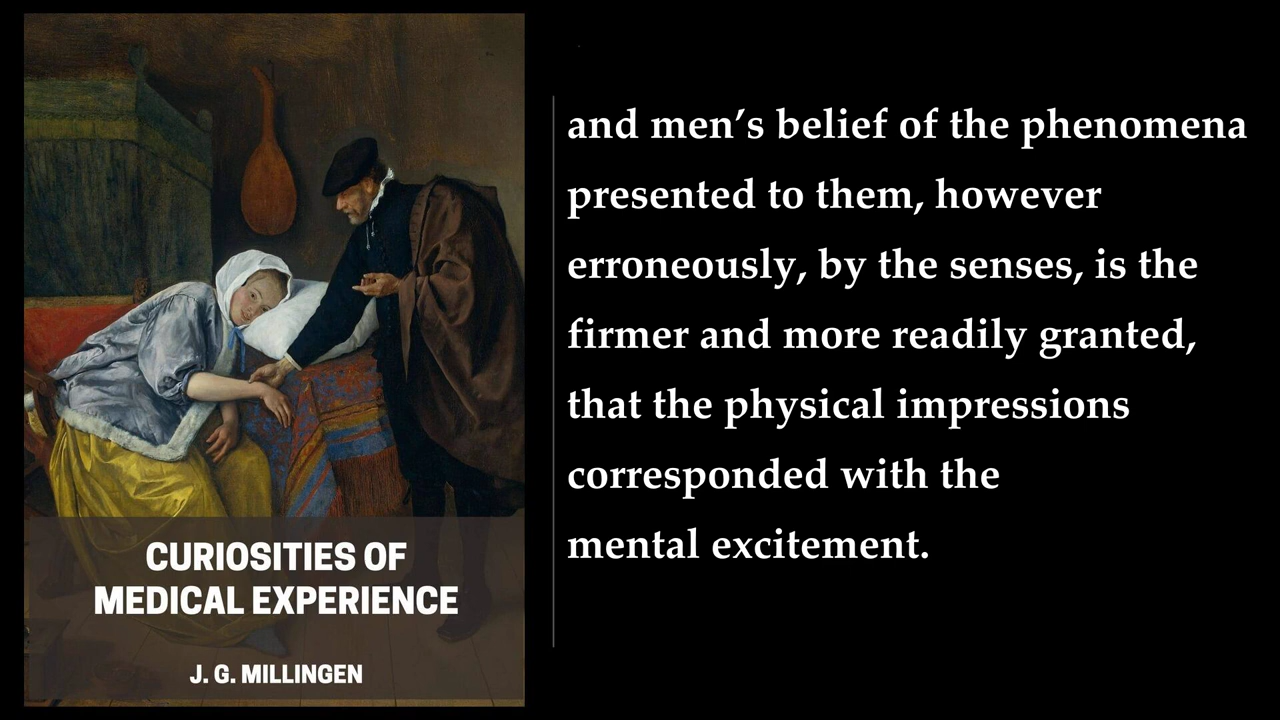 CURIOSITIES OF
MEDICAL EXPERIENCE
J. G. MILLINGEN
and men’s belief of the phenomena
presented to them, however
erroneously, by the senses, is the
firmer and more readily granted,
that the physical impressions
corresponded with the
mental excitement.